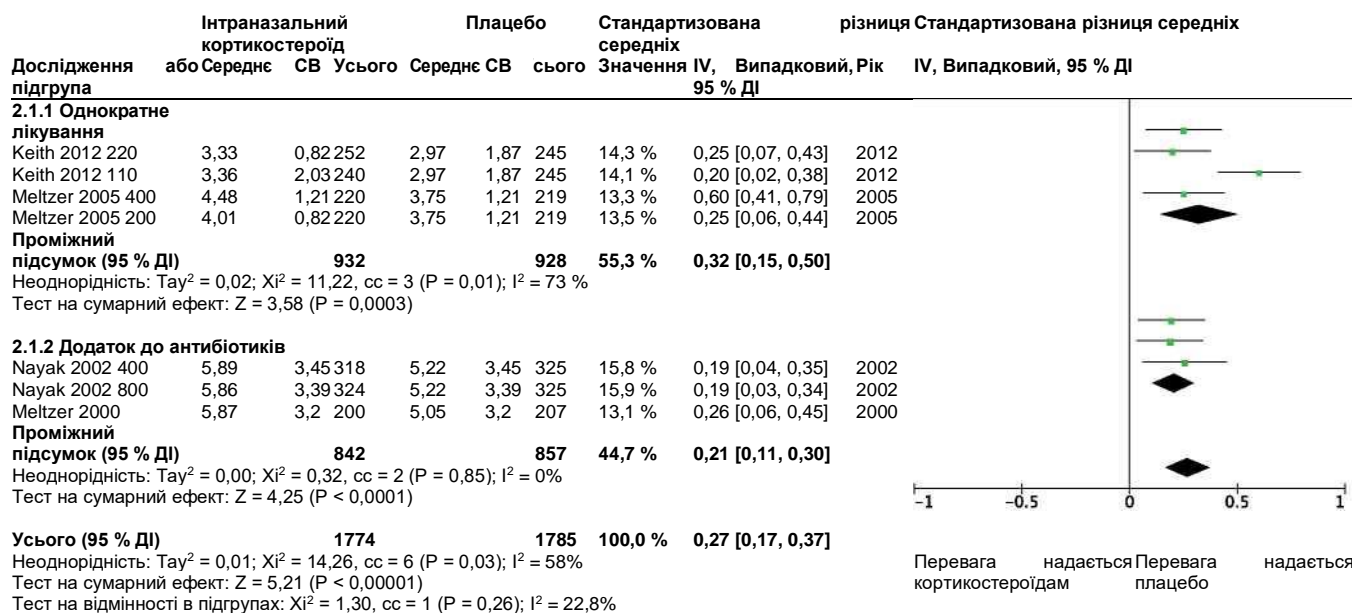 Інтраназальний кортикостероїд Плацебо Стандартизована різниця середніх Стандартизована різниця середніх
Дослідження або підгрупа Середнє СВ Усього Середнє СВ сього Значення IV, Випадковий, 95 % ДІ Рік IV, Випадковий, 95 % ДІ
2.1.1 Однократне лікування
Keith 2012 220 3,33 0,82 252 2,97 1,87 245 14,3 % 0,25 [0,07, 0,43] 2012
Keith 2012 110 3,36 2,03 240 2,97 1,87 245 14,1 % 0,20 [0,02, 0,38] 2012
Meltzer 2005 400 4,48 1,21 220 3,75 1,21 219 13,3 % 0,60 [0,41, 0,79] 2005
Meltzer 2005 200 4,01 0,82 220 3,75 1,21 219 13,5 % 0,25 [0,06, 0,44] 2005
Проміжний
підсумок (95 % ДІ) 932 928 55,3 % 0,32 [0,15, 0,50]
Неоднорідність: Tay² = 0,02; Xi² = 11,22, cc = 3 (P = 0,01); I² = 73 %
Тест на сумарний ефект: Z = 3,58 (P = 0,0003)
2.1.2 Додаток до антибіотиків
Nayak 2002 400 5,89 3,45 318 5,22 3,45 325 15,8 % 0,19 [0,04, 0,35] 2002
Nayak 2002 800 5,86 3,39 324 5,22 3,39 325 15,9 % 0,19 [0,03, 0,34] 2002
Meltzer 2000 5,87 3,2 200 5,05 3,2 207 13,1 % 0,26 [0,06, 0,45] 2000
Проміжний
підсумок (95 % ДІ) 842 857 44,7 % 0,21 [0,11, 0,30]
Неоднорідність: Tay² = 0,00; Xi² = 0,32, cc = 2 (P = 0,85); I² = 0%
Тест на сумарний ефект: Z = 4,25 (P < 0,0001)
-1 -0.5 0 0.5 1
Усього (95 % ДІ) 1774 1785 100,0 % 0,27 [0,17, 0,37]
Неоднорідність: Tay² = 0,01; Xi² = 14,26, cc = 6 (P = 0,03); I² = 58%
Тест на сумарний ефект: Z = 5,21 (P < 0,00001)
Тест на відмінності в підгрупах: Xi² = 1,30, cc = 1 (P = 0,26); I² = 22,8%
Перевага надається кортикостероїдам Перевага надається плацебо